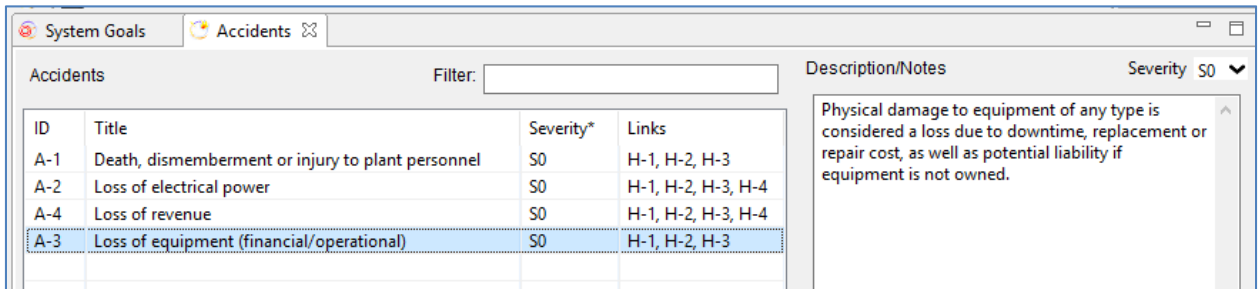 System Goals Accidents
Accidents Filter: Description/Notes Severity S0
ID Title Severity* Links
A-1 Death, dismemberment or injury to plant personnel S0 H-1, H-2, H-3
A-2 Loss of electrical power S0 H-1, H-2, H-3, H-4
A-4 Loss of revenue S0 H-1, H-2, H-3, H-4
A-3 Loss of equipment (financial/operational) S0 H-1, H-2, H-3
Physical damage to equipment of any type is
considered a loss due to downtime, replacement or
repair cost, as well as potential liability if
equipment is not owned.